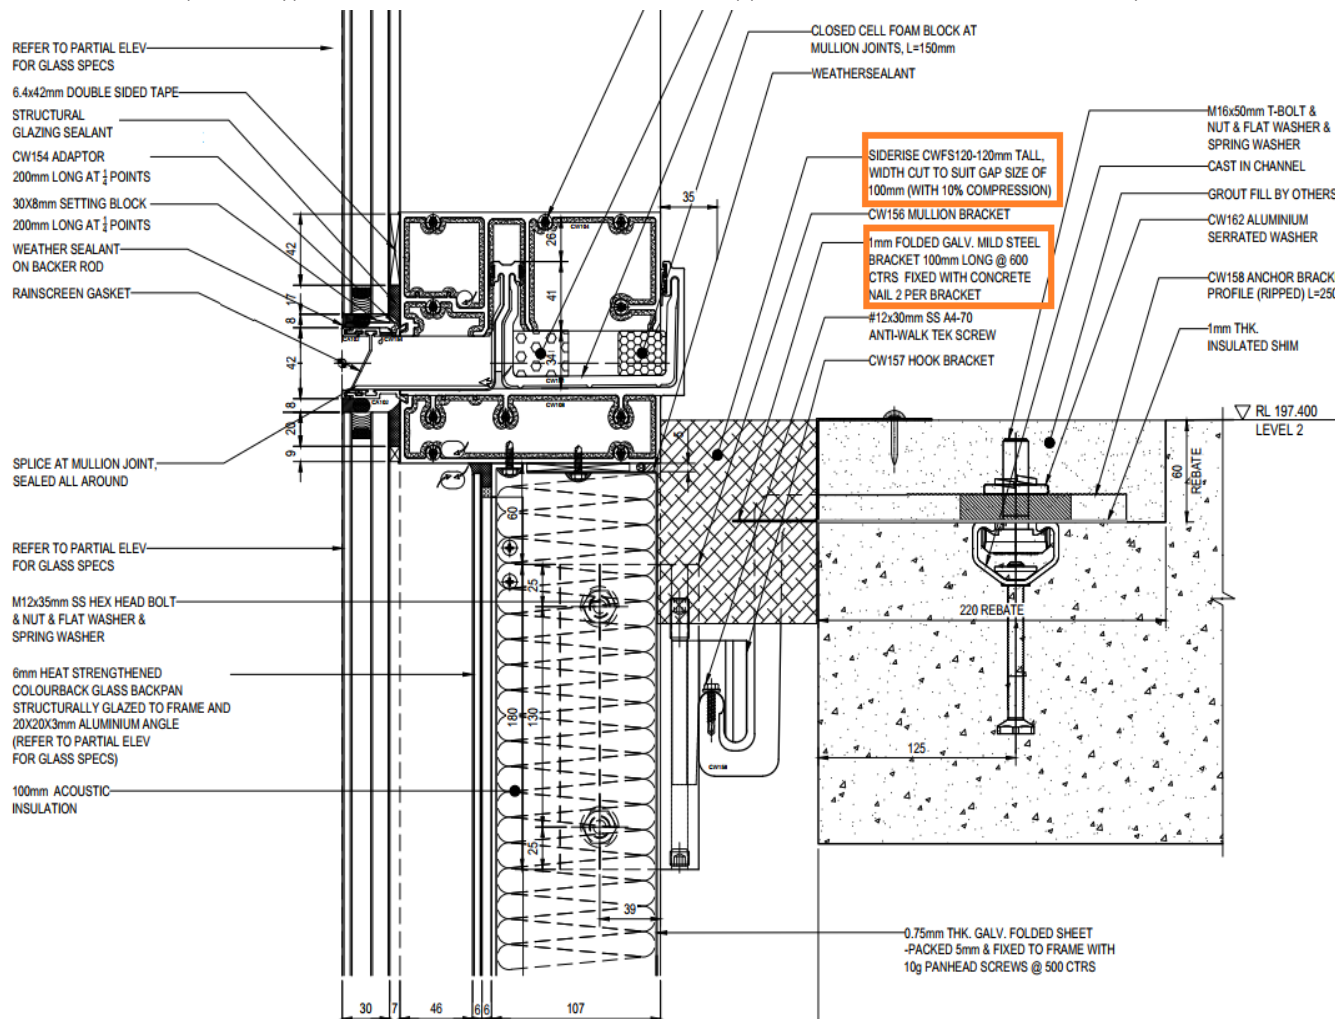 REFER TO PARTIAL ELEV
FOR GLASS SPECS
6.4x42mm DOUBLE SIDED TAPE
STRUCTURAL
GLAZING SEALANT
CW154 ADAPTOR
200mm LONG AT 1/4 POINTS
30X8mm SETTING BLOCK
200mm LONG AT 1/4 POINTS
WEATHER SEALANT
ON BACKER ROD
RAINSCREEN GASKET
SPLICE AT MULLION JOINT,
SEALED ALL AROUND
REFER TO PARTIAL ELEV
FOR GLASS SPECS
M12x35mm SS HEX HEAD BOLT
& NUT & FLAT WASHER &
SPRING WASHER
6mm HEAT STRENGTHENED
COLOURBACK GLASS BACKPAN
STRUCTURALLY GLAZED TO FRAME AND
20X20X3mm ALUMINIUM ANGLE
(REFER TO PARTIAL ELEV
FOR GLASS SPECS)
100mm ACOUSTIC
INSULATION
42
17
8
42
8
20
9
26
41
34
35
60
25
180
130
25
39
30
7
46
6
6
107
CLOSED CELL FOAM BLOCK AT
MULLION JOINTS, L=150mm
WEATHERSEALANT
SIDERISE CWFS120-120mm TALL,
WIDTH CUT TO SUIT GAP SIZE OF
100mm (WITH 10% COMPRESSION)
CW156 MULLION BRACKET
1mm FOLDED GALV. MILD STEEL
BRACKET 100mm LONG @ 600
CTRS FIXED WITH CONCRETE
NAIL 2 PER BRACKET
#12x30mm SS A4-70
ANTI-WALK TEK SCREW
CW157 HOOK BRACKET
M16x50mm T-BOLT &
NUT & FLAT WASHER &
SPRING WASHER
CAST IN CHANNEL
GROUT FILL BY OTHERS
CW162 ALUMINIUM
SERRATED WASHER
CW158 ANCHOR BRACK
PROFILE (RIPPED) L=250
1mm THK.
INSULATED SHIM
RL 197.400
LEVEL 2
60
REBATE
220 REBATE
125
0.75mm THK. GALV. FOLDED SHEET
-PACKED 5mm & FIXED TO FRAME WITH
10g PANHEAD SCREWS @ 500 CTRS